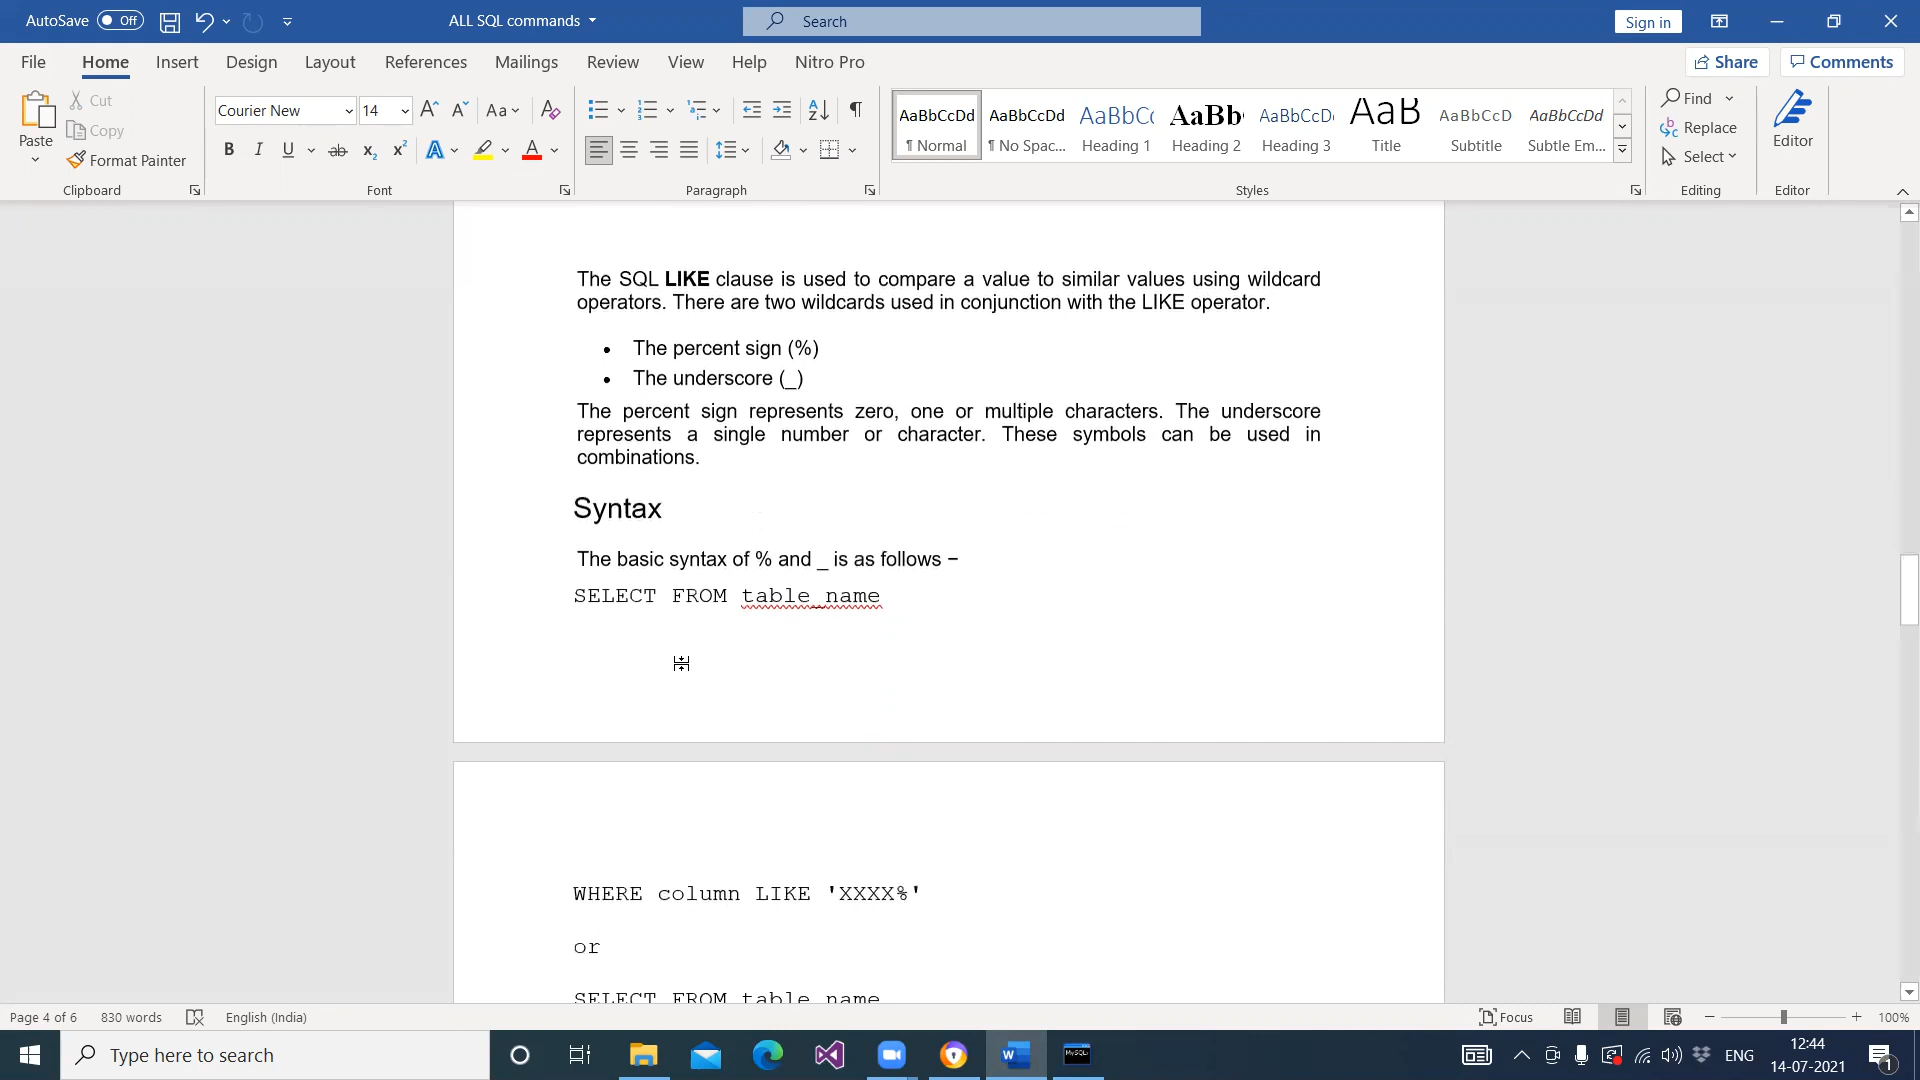 AutoSave Off ALL SQL commands Search Sign in
File Home Insert Design Layout References Mailings Review View Help Nitro Pro Share Comments
Paste Cut Copy Format Painter Clipboard
Courier New 14 Aa Font
Paragraph
AaBbCcDd AaBbCcDd AaBbC AaBb AaBbCcD AaB AaBbCcD AaBbCcDd
¶ Normal ¶ No Spac... Heading 1 Heading 2 Heading 3 Title Subtitle Subtle Em...
Styles
Find Replace Select Editing
Editor Editor
The SQL LIKE clause is used to compare a value to similar values using wildcard
operators. There are two wildcards used in conjunction with the LIKE operator.
• The percent sign (%)
• The underscore (_)
The percent sign represents zero, one or multiple characters. The underscore
represents a single number or character. These symbols can be used in
combinations.
Syntax
The basic syntax of % and _ is as follows −
SELECT FROM table_name
WHERE column LIKE 'XXXX%'
or
SELECT FROM table_name
Page 4 of 6 830 words English (India) Focus 100%
Type here to search ENG 12:44
14-07-2021 1